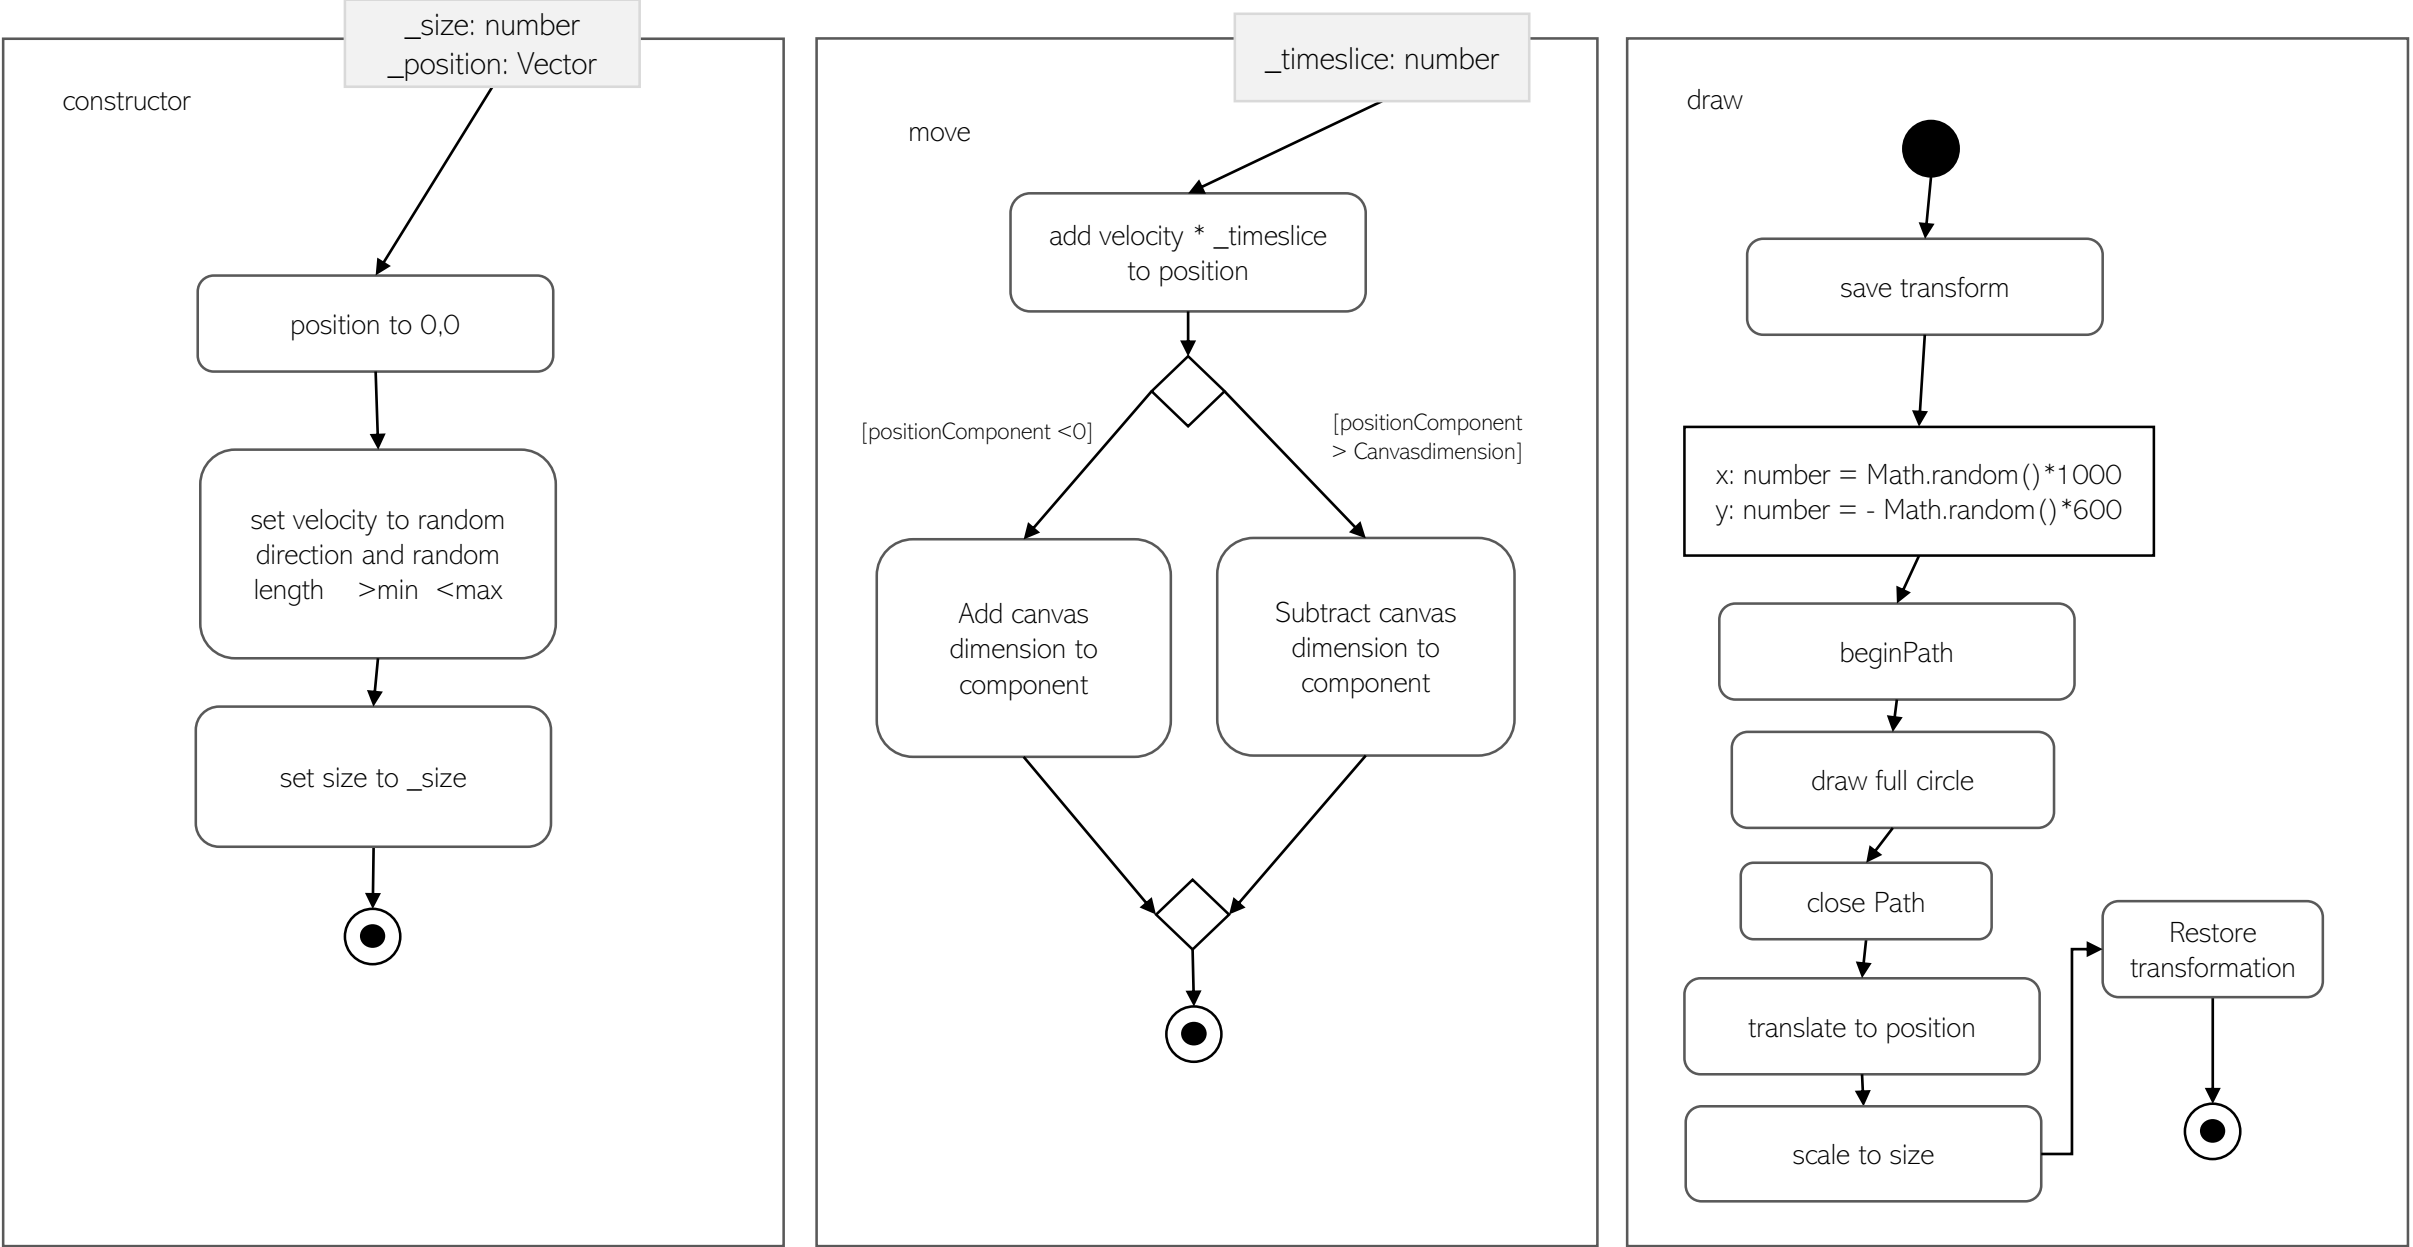 _size: number
_position: Vector
constructor
position to 0,0
set velocity to random
direction and random
length >min <max
set size to _size
_timeslice: number
move
add velocity * _timeslice
to position
[positionComponent <0]
[positionComponent
> Canvasdimension]
Add canvas
dimension to
component
Subtract canvas
dimension to
component
draw
save transform
x: number = Math.random()*1000
y: number = - Math.random()*600
beginPath
draw full circle
close Path
translate to position
scale to size
Restore
transformation